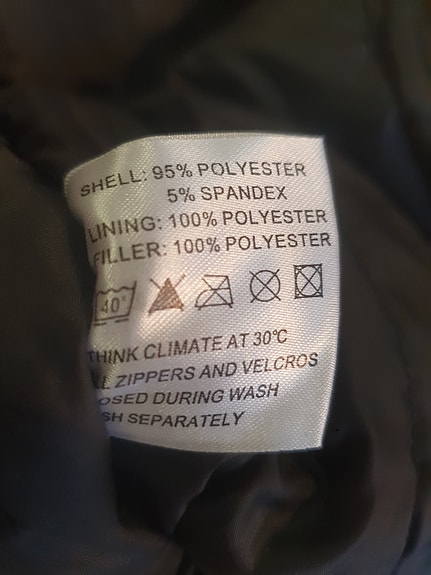 SHELL: 95% POLYESTER
5% SPANDEX
LINING: 100% POLYESTER
FILLER: 100% POLYESTER
40°
THINK CLIMATE AT 30°C
ZIPPERS AND VELCROS
DURING WASH
SEPARATELY